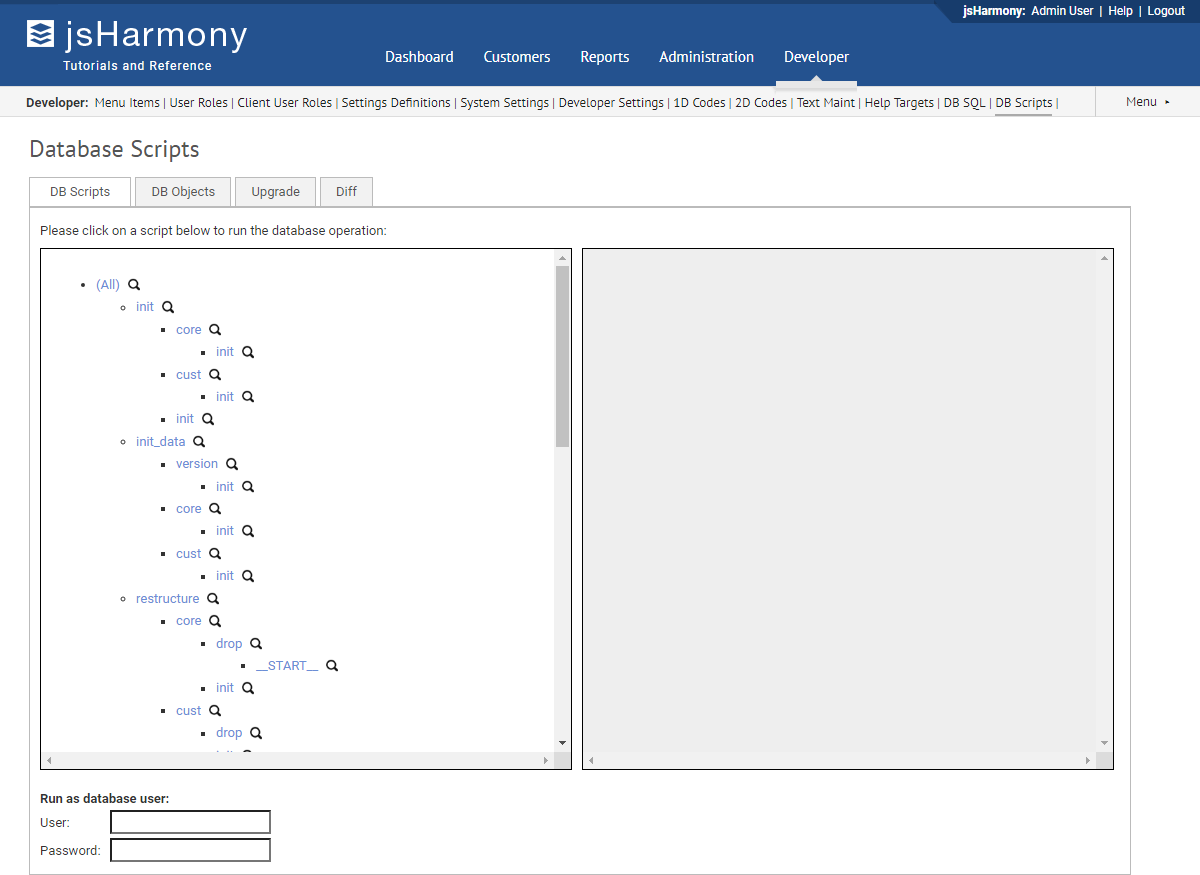 jsHarmony: Admin User | Help | Logout
jsHarmony
Tutorials and Reference
Dashboard Customers Reports Administration Developer
Developer: Menu Items | User Roles | Client User Roles | Settings Definitions | System Settings | Developer Settings | 1D Codes | 2D Codes | Text Maint | Help Targets | DB SQL | DB Scripts |
Menu
Database Scripts
DB Scripts DB Objects Upgrade Diff
Please click on a script below to run the database operation:
(All)
init
core
init
cust
init
init
init_data
version
init
core
init
cust
init
restructure
core
drop
__START__
init
cust
drop
Run as database user:
User:
Password: